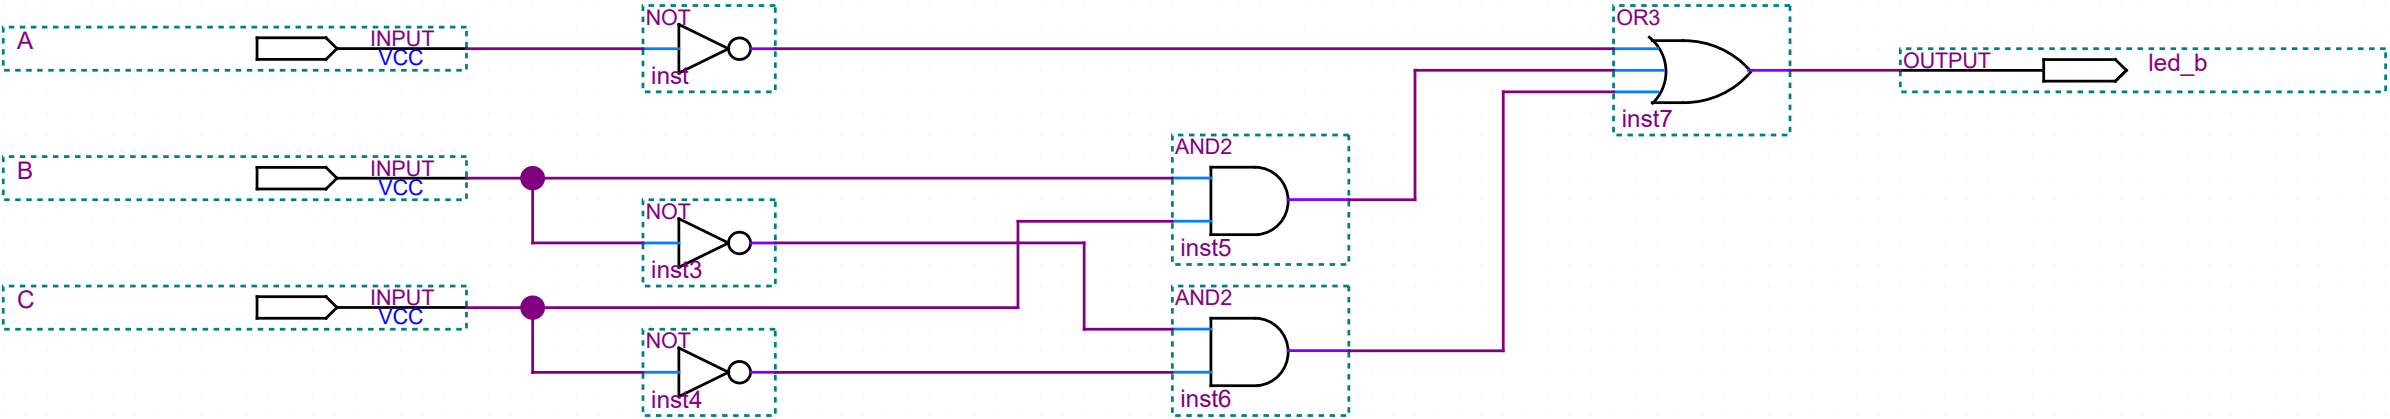 A
INPUT
VCC
NOT
inst
OR3
inst7
OUTPUT
led_b
B
INPUT
VCC
NOT
inst3
AND2
inst5
C
INPUT
VCC
NOT
inst4
AND2
inst6